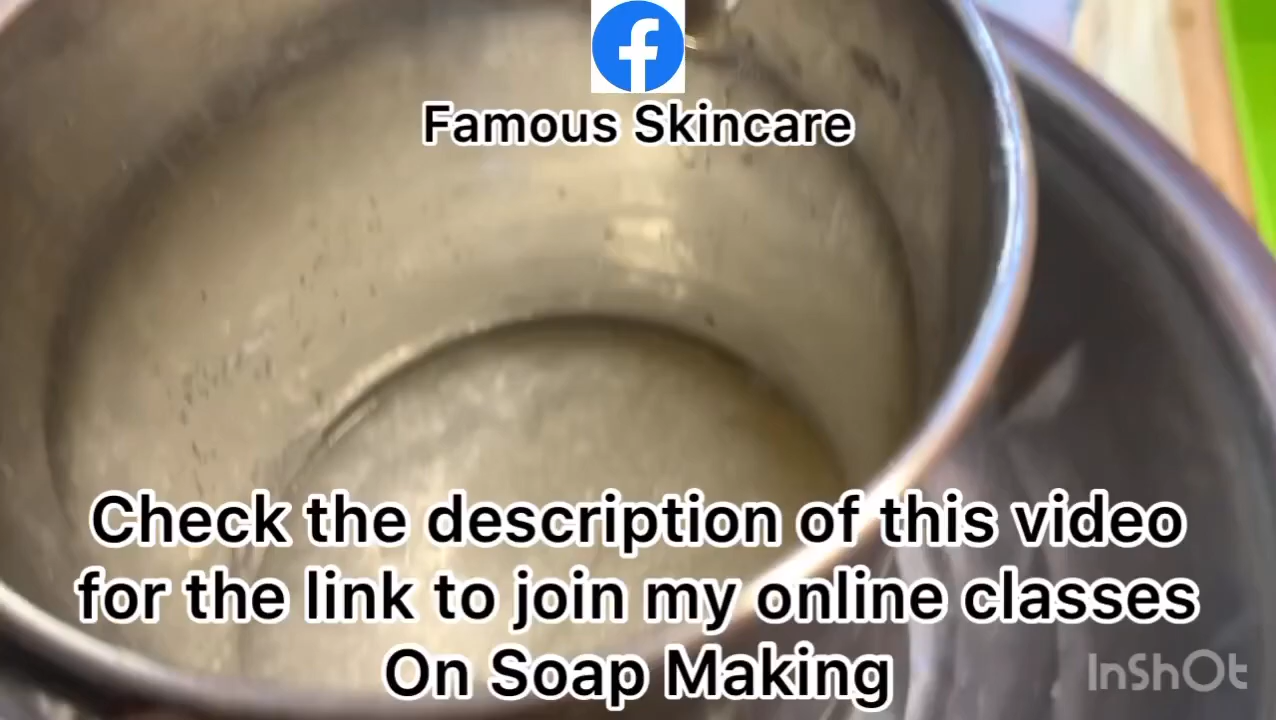 Famous Skincare
Check the description of this video
for the link to join my online classes
On Soap Making
InShOt